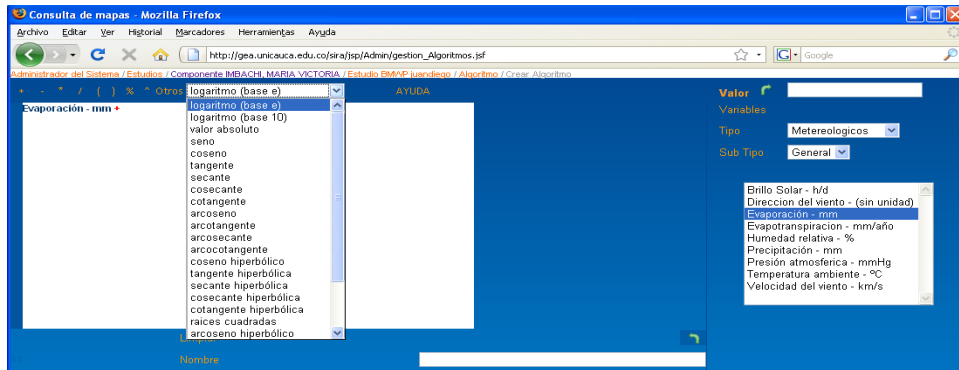 Consulta de mapas - Mozilla Firefox
Archivo Editar Ver Historial Marcadores Herramientas Ayuda
http://gea.unicauca.edu.co/sira/jsp/Admin/gestion_Algoritmos.jsf
Google
Administrador del Sistema / Estudios / Componente IMBACHI, MARIA VICTORIA / Estudio EMAVP juandiego / Algoritmo / Crear Algoritmo
+ - * / ( ) % ^ Otros logaritmo (base e) AYUDA
Evaporación - mm +
logaritmo (base e)
logaritmo (base 10)
valor absoluto
seno
coseno
tangente
secante
cosecante
cotangente
arcoseno
arcotangente
arcosecante
arcocotangente
coseno hiperbólico
tangente hiperbólica
secante hiperbólica
cosecante hiperbólica
cotangente hiperbólica
raices cuadradas
arcoseno hiperbólico
Limpiar
Nombre
Valor
Variables
Tipo Metereologicos
Sub Tipo General
Brillo Solar - h/d
Direccion del viento - (sin unidad)
Evaporación - mm
Evapotranspiracion - mm/año
Humedad relativa - %
Precipitación - mm
Presión atmosferica - mmHg
Temperatura ambiente - ºC
Velocidad del viento - km/s